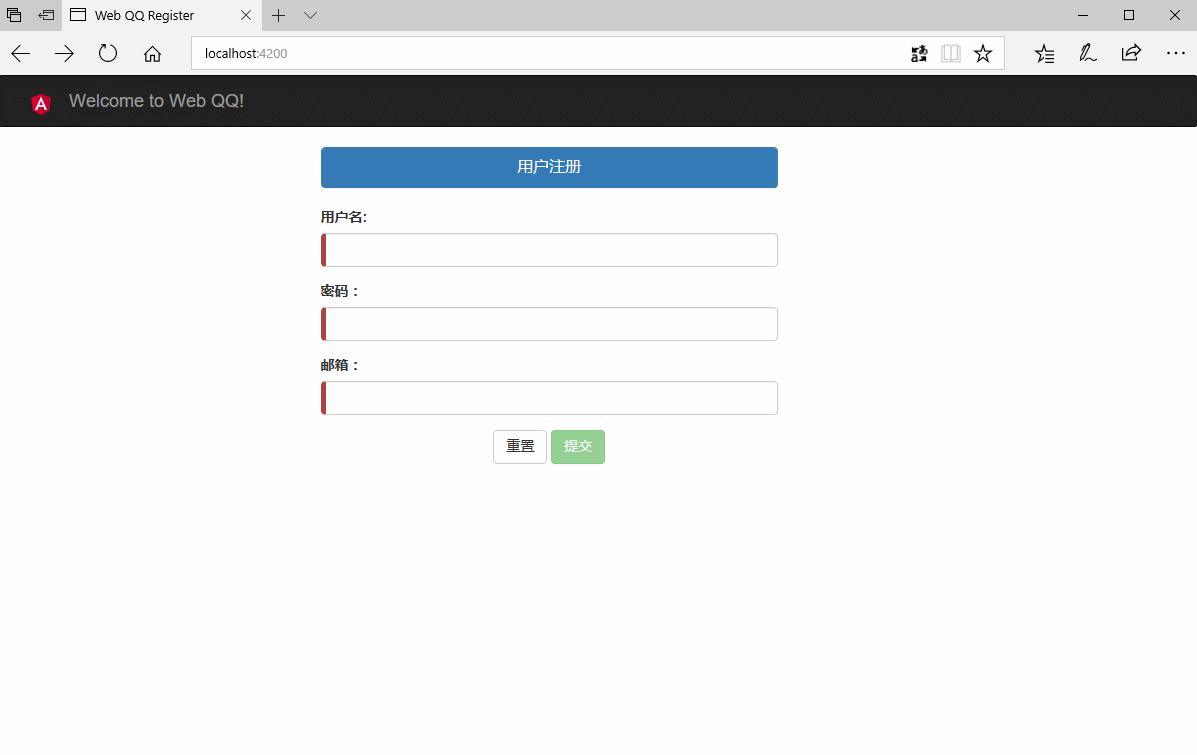 Web QQ Register
localhost:4200
Welcome to Web QQ!
用户注册
用户名:
密码：
邮箱：
重置 提交